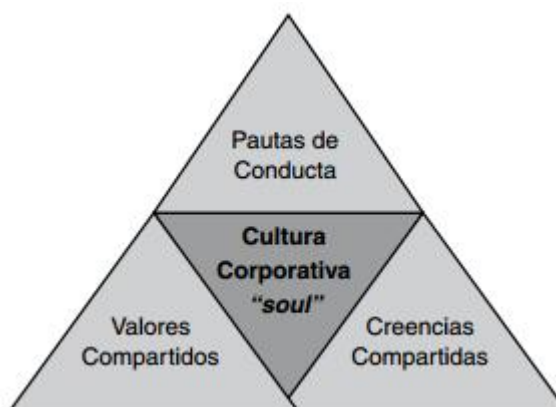 Pautas de
Conducta
Cultura
Corporativa
“soul”
Valores
Compartidos
Creencias
Compartidas